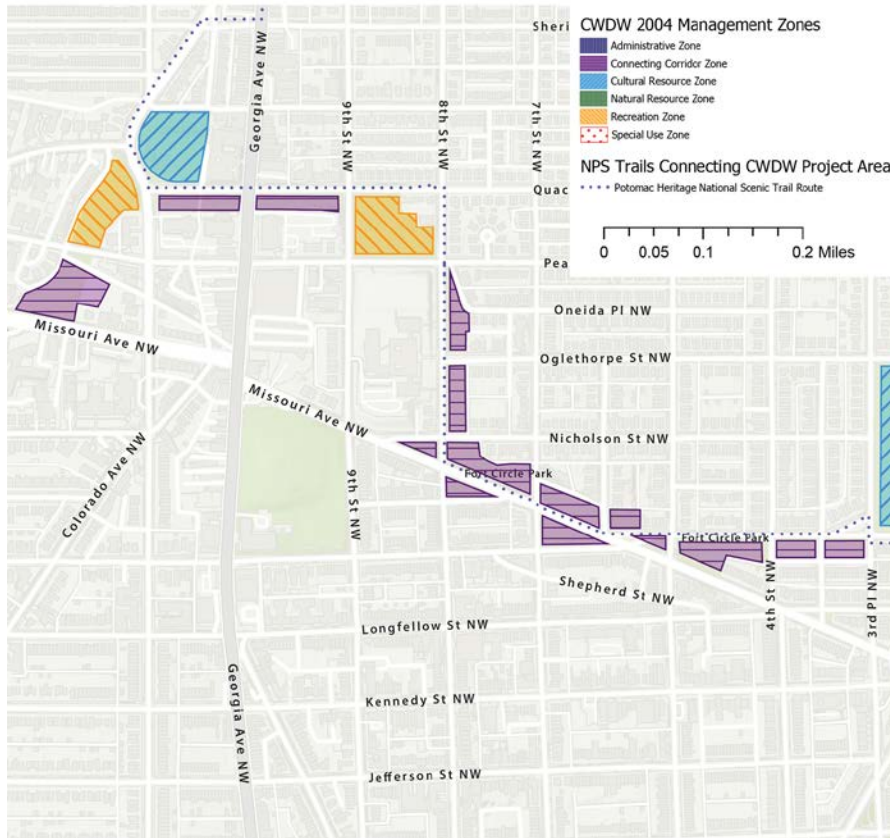 CWDW 2004 Management Zones
Administrative Zone
Connecting Corridor Zone
Cultural Resource Zone
Natural Resource Zone
Recreation Zone
Special Use Zone
NPS Trails Connecting CWDW Project Area
Potomac Heritage National Scenic Trail Route
0 0.05 0.1 0.2 Miles
Sheri
Georgia Ave NW
9th St NW
8th St NW
7th St NW
Quac
Pea
Oneida Pl NW
Missouri Ave NW
Oglethorpe St NW
Missouri Ave NW
Nicholson St NW
Colorado Ave NW
9th St NW
Fort Circle Park
Fort Circle Park
Shepherd St NW
4th St NW
3rd Pl NW
Longfellow St NW
Georgia Ave NW
Kennedy St NW
Jefferson St NW